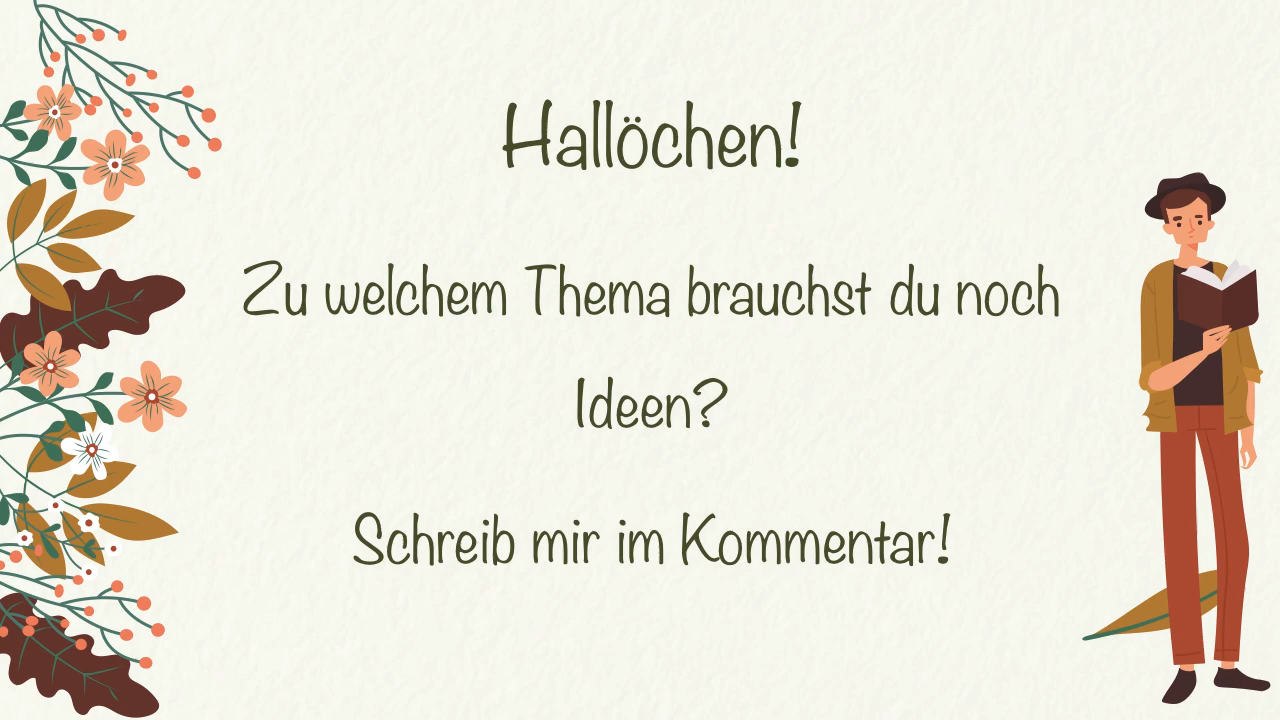 Hallöchen!
Zu welchem Thema brauchst du noch
Ideen?
Schreib mir im Kommentar!